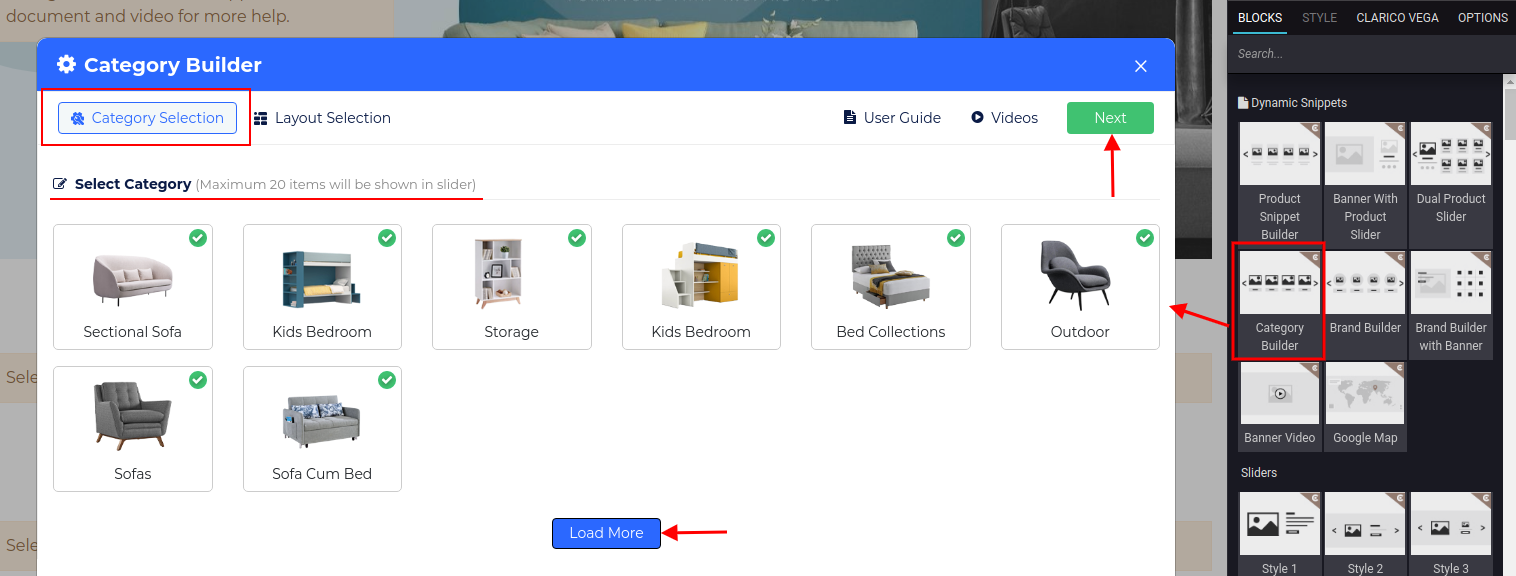 document and video for more help.
Category Builder
Category Selection
Layout Selection
User Guide
Videos
Next
Select Category (Maximum 20 items will be shown in slider)
Sectional Sofa
Kids Bedroom
Storage
Kids Bedroom
Bed Collections
Outdoor
Sofas
Sofa Cum Bed
Load More
Sele
Sele
BLOCKS
STYLE
CLARICO VEGA
OPTIONS
Search...
Dynamic Snippets
Product
Snippet
Builder
Banner With
Product
Slider
Dual Product
Slider
Category
Builder
Brand Builder
Brand Builder
with Banner
Banner Video
Google Map
Sliders
Style 1
Style 2
Style 3